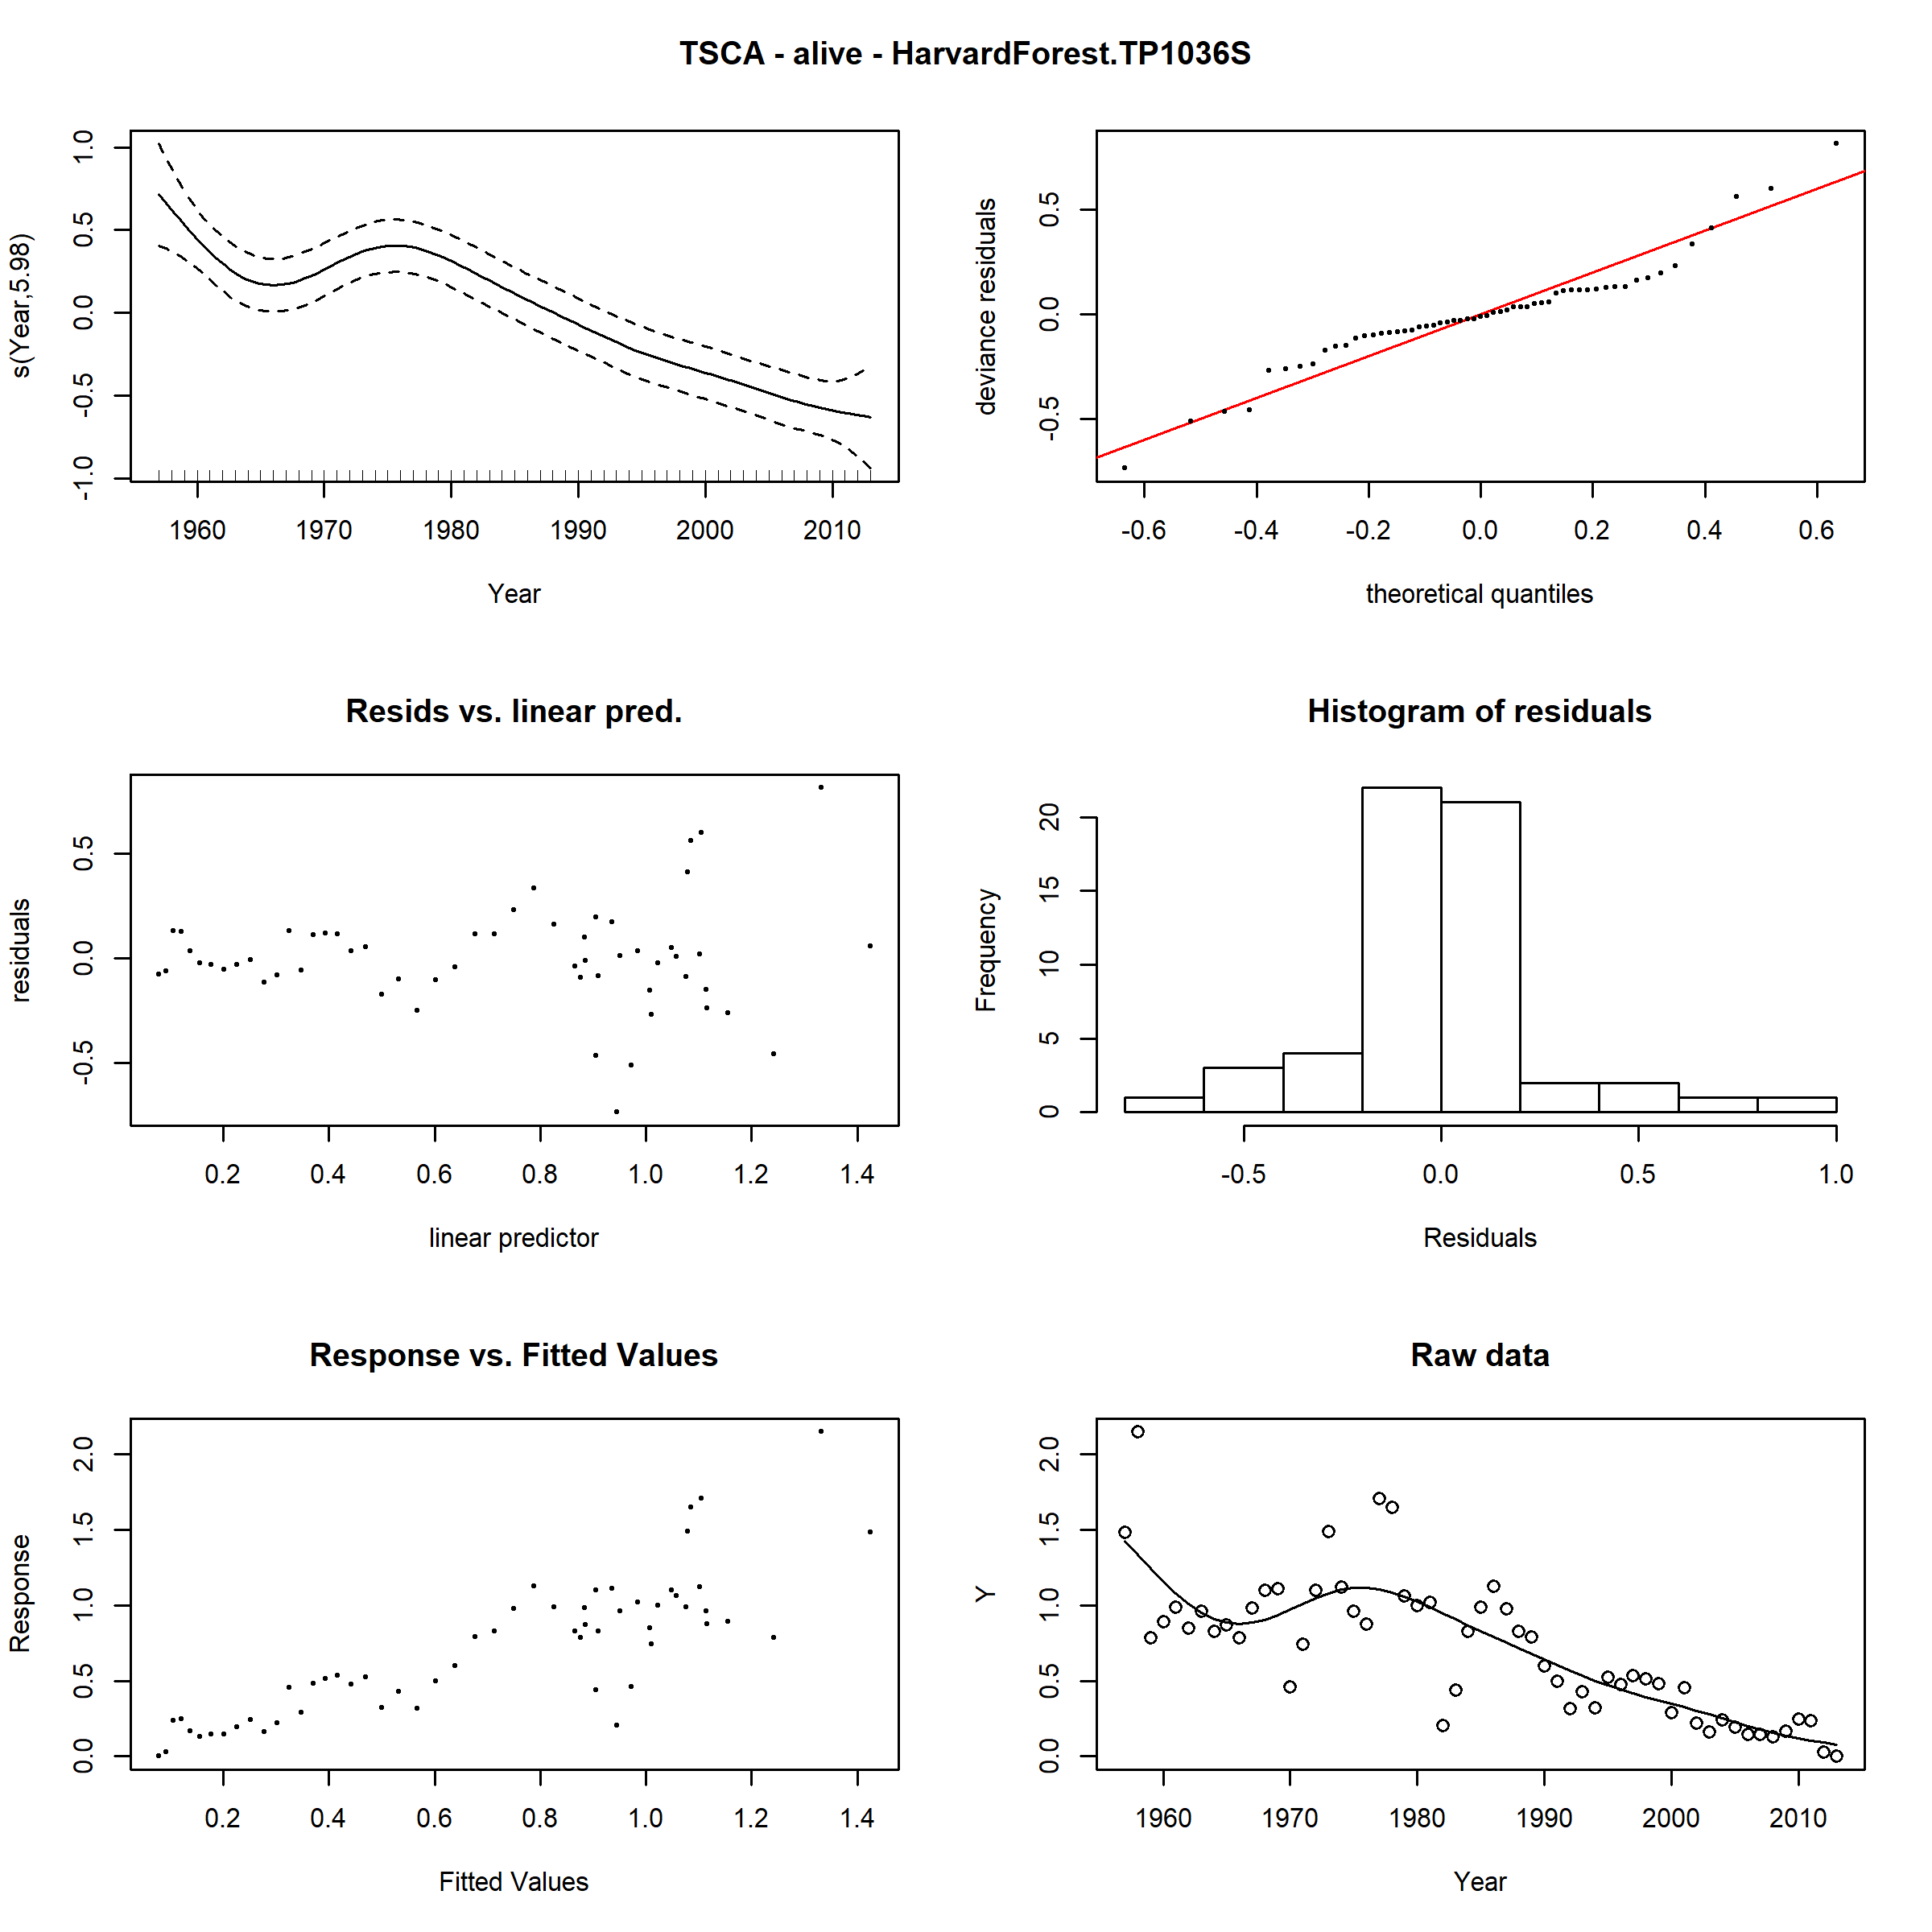 TSCA - alive - HarvardForest.TP1036S
s(Year,5.98)
1.0
0.5
0.0
-0.5
-1.0
1960 1970 1980 1990 2000 2010
Year
deviance residuals
0.5
0.0
-0.5
-0.6 -0.4 -0.2 0.0 0.2 0.4 0.6
theoretical quantiles
Resids vs. linear pred.
residuals
0.5
0.0
-0.5
0.2 0.4 0.6 0.8 1.0 1.2 1.4
linear predictor
Histogram of residuals
Frequency
20
15
10
5
0
-0.5 0.0 0.5 1.0
Residuals
Response vs. Fitted Values
Response
2.0
1.5
1.0
0.5
0.0
0.2 0.4 0.6 0.8 1.0 1.2 1.4
Fitted Values
Raw data
Y
2.0
1.5
1.0
0.5
0.0
1960 1970 1980 1990 2000 2010
Year